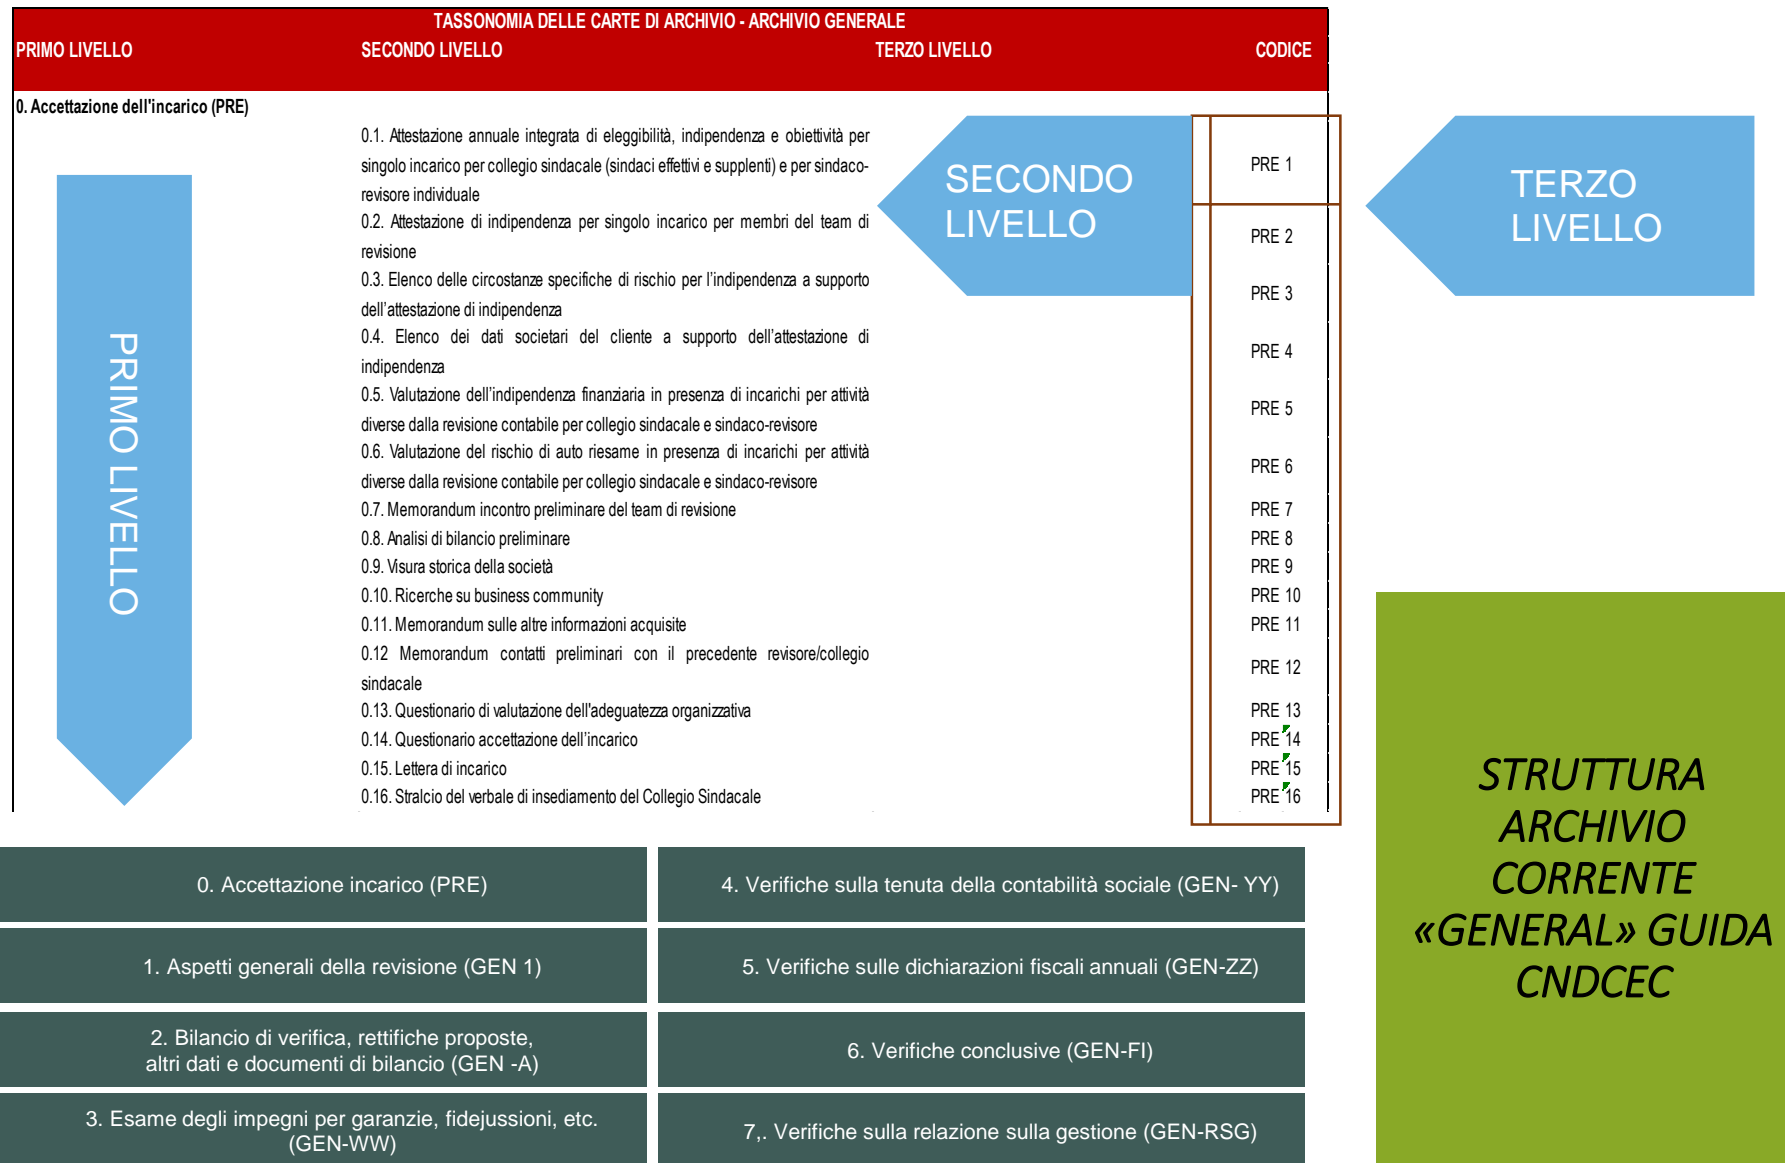 TASSONOMIA DELLE CARTE DI ARCHIVIO - ARCHIVIO GENERALE
PRIMO LIVELLO SECONDO LIVELLO TERZO LIVELLO CODICE
0. Accettazione dell'incarico (PRE)
0.1. Attestazione annuale integrata di eleggibilità, indipendenza e obiettività per
singolo incarico per collegio sindacale (sindaci effettivi e supplenti) e per sindaco-
revisore individuale
PRE 1
0.2. Attestazione di indipendenza per singolo incarico per membri del team di
revisione
PRE 2
0.3. Elenco delle circostanze specifiche di rischio per l’indipendenza a supporto
dell’attestazione di indipendenza
PRE 3
0.4. Elenco dei dati societari del cliente a supporto dell’attestazione di
indipendenza
PRE 4
0.5. Valutazione dell’indipendenza finanziaria in presenza di incarichi per attività
diverse dalla revisione contabile per collegio sindacale e sindaco-revisore
PRE 5
0.6. Valutazione del rischio di auto riesame in presenza di incarichi per attività
diverse dalla revisione contabile per collegio sindacale e sindaco-revisore
PRE 6
0.7. Memorandum incontro preliminare del team di revisione PRE 7
0.8. Analisi di bilancio preliminare PRE 8
0.9. Visura storica della società PRE 9
0.10. Ricerche su business community PRE 10
0.11. Memorandum sulle altre informazioni acquisite PRE 11
0.12 Memorandum contatti preliminari con il precedente revisore/collegio
sindacale
PRE 12
0.13. Questionario di valutazione dell'adeguatezza organizzativa PRE 13
0.14. Questionario accettazione dell’incarico PRE 14
0.15. Lettera di incarico PRE 15
0.16. Stralcio del verbale di insediamento del Collegio Sindacale PRE 16
PRIMO LIVELLO
SECONDO
LIVELLO
TERZO
LIVELLO
0. Accettazione incarico (PRE)
1. Aspetti generali della revisione (GEN 1)
2. Bilancio di verifica, rettifiche proposte,
altri dati e documenti di bilancio (GEN -A)
3. Esame degli impegni per garanzie, fidejussioni, etc.
(GEN-WW)
4. Verifiche sulla tenuta della contabilità sociale (GEN- YY)
5. Verifiche sulle dichiarazioni fiscali annuali (GEN-ZZ)
6. Verifiche conclusive (GEN-FI)
7,. Verifiche sulla relazione sulla gestione (GEN-RSG)
STRUTTURA
ARCHIVIO
CORRENTE
«GENERAL» GUIDA
CNDCEC